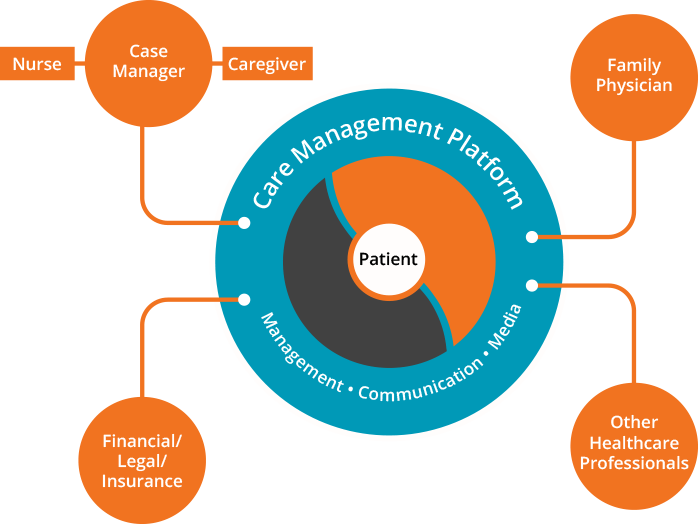 Nurse
Case
Manager
Caregiver
Family
Physician
Care Management Platform
Patient
Management • Communication • Media
Financial/
Legal/
Insurance
Other
Healthcare
Professionals